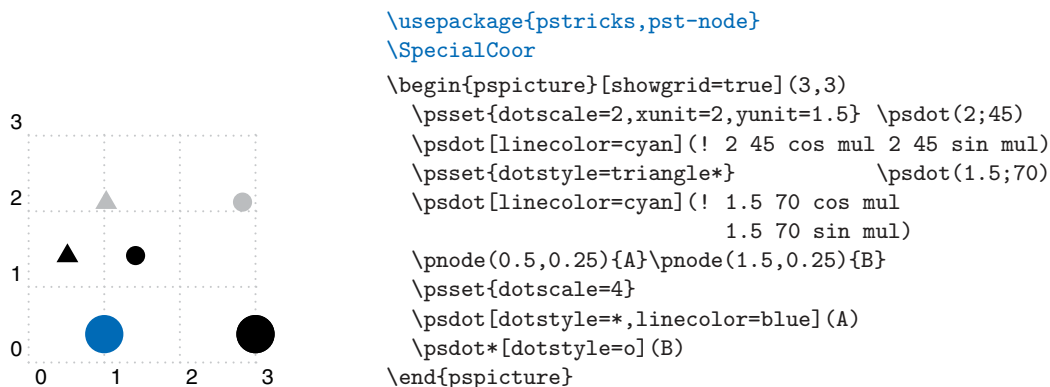 \usepackage{pstricks,pst-node}
\SpecialCoor
\begin{pspicture}[showgrid=true](3,3)
\psset{dotscale=2,xunit=2,yunit=1.5} \psdot(2;45)
\psdot[linecolor=cyan](! 2 45 cos mul 2 45 sin mul)
\psset{dotstyle=triangle*} \psdot(1.5;70)
\psdot[linecolor=cyan](! 1.5 70 cos mul
1.5 70 sin mul)
\pnode(0.5,0.25){A}\pnode(1.5,0.25){B}
\psset{dotscale=4}
\psdot[dotstyle=*,linecolor=blue](A)
\psdot*[dotstyle=o](B)
\end{pspicture}
3
2
1
0
0 1 2 3